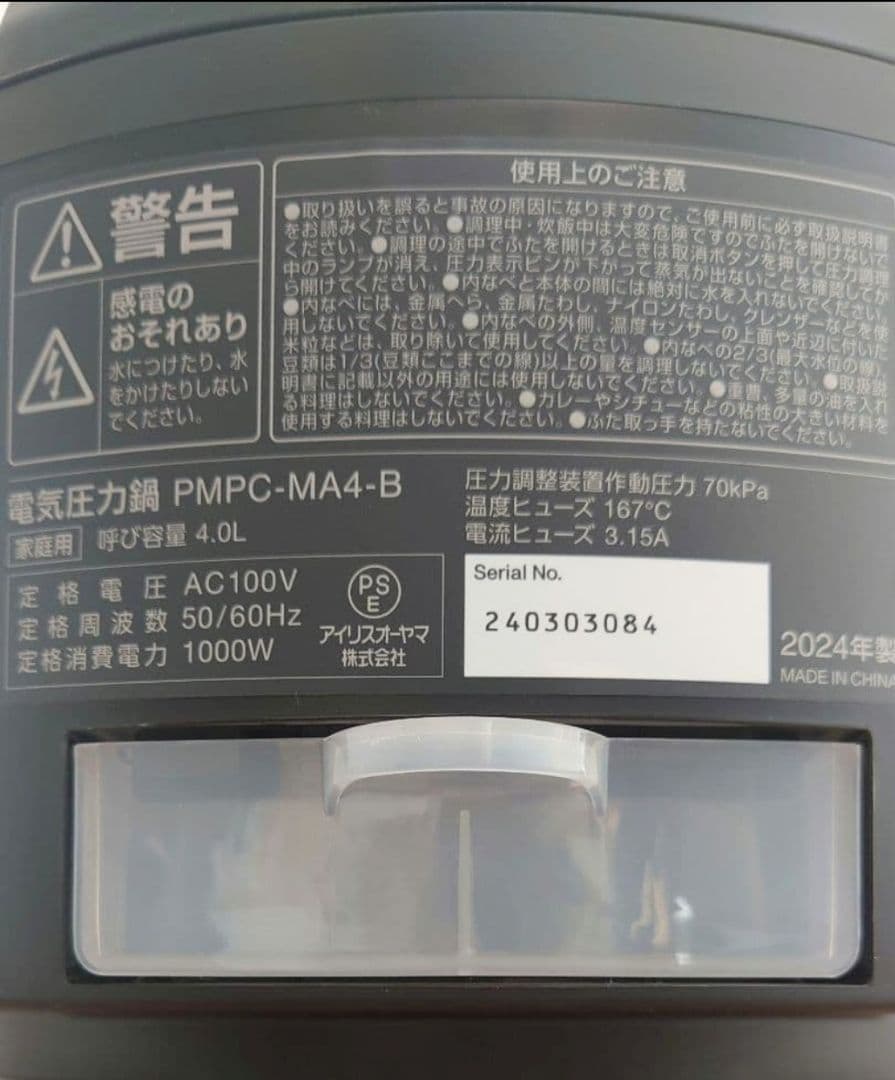 警告
感電の
おそれあり
水につけたり、水
をかけたりしない
でください。
使用上のご注意
●取り扱いを誤ると事故の原因になりますので、ご使用前に必ず取扱説明書
をお読みください。●調理中・炊飯中は大変危険ですのでふたを開けないで
ください。●調理の途中でふたを開けるときは取消ボタンを押して圧力調理
中のランプが消え、圧力表示ピンが下がって蒸気が出ないことを確認してか
ら開けてください。●内なべと本体の間には絶対に水を入れないでください。
●内なべには、金属へら、金属たわし、ナイロンたわし、クレンザーなどを使
用しないでください。●内なべの外側、温度センサーの上面や近辺に付いた
米粒などは、取り除いて使用してください。●内なべの2/3(最大水位の線)、
豆類は1/3(豆類ここまでの線)以上の量を調理しないでください。●取扱説
明書に記載以外の用途には使用しないでください。●重曹、多量の油を入れ
る料理はしないでください。●カレーやシチューなどの粘性の大きい材料を
使用する料理はしないでください。●ふた取っ手を持たないでください。
電気圧力鍋 PMPC-MA4-B
家庭用 呼び容量 4.0L
定格電圧 AC100V
定格周波数 50/60Hz
定格消費電力 1000W
PS
E
アイリスオーヤマ
株式会社
圧力調整装置作動圧力 70kPa
温度ヒューズ 167℃
電流ヒューズ 3.15A
Serial No.
240303084
2024年製
MADE IN CHINA